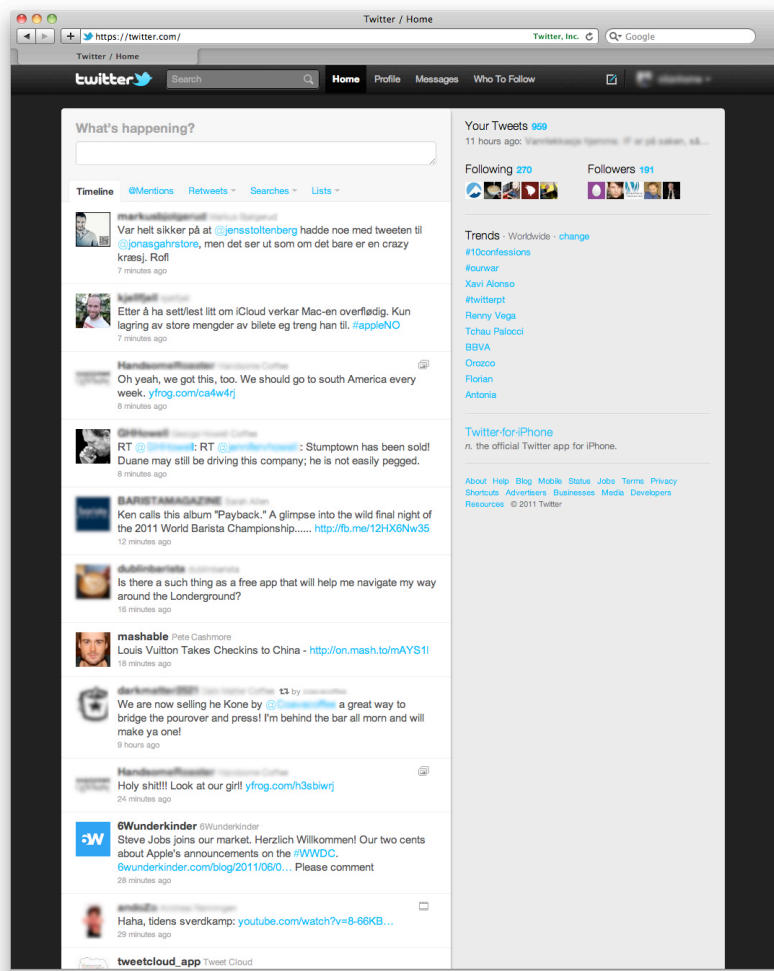 Twitter / Home
https://twitter.com/
Twitter, Inc.
Google
Twitter / Home
twitter
Search
Home Profile Messages Who To Follow
What's happening?
Timeline @Mentions Retweets Searches Lists
Var helt sikker på at @jensstoltenberg hadde noe med tweeten til
@jonasgahrstore, men det ser ut som om det bare er en crazy
kræsj. Rofl
7 minutes ago
Etter å ha sett/lest litt om iCloud verkar Mac-en overflødig. Kun
lagring av store mengder av bilete eg treng han til. #appleNO
7 minutes ago
HandsomeRoaster Handsome Coffee
Oh yeah, we got this, too. We should go to south America every
week. yfrog.com/ca4w4rj
8 minutes ago
GHHowell George Howell Coffee
RT @GHHowell: RT @: Stumptown has been sold!
Duane may still be driving this company; he is not easily pegged.
8 minutes ago
BARISTAMAGAZINE Sarah Allen
Ken calls this album "Payback." A glimpse into the wild final night of
the 2011 World Barista Championship...... http://fb.me/12HX6Nw35
12 minutes ago
dublinbarista dublinbarista
Is there a such thing as a free app that will help me navigate my way
around the Londerground?
16 minutes ago
mashable Pete Cashmore
Louis Vuitton Takes Checkins to China - http://on.mash.to/mAYS1l
18 minutes ago
by
We are now selling he Kone by @Coavacoffee a great way to
bridge the pourover and press! I'm behind the bar all morn and will
make ya one!
9 hours ago
HandsomeRoaster Handsome Coffee
Holy shit!!! Look at our girl! yfrog.com/h3sbiwrj
24 minutes ago
6W
6Wunderkinder 6Wunderkinder
Steve Jobs joins our market. Herzlich Willkommen! Our two cents
about Apple's announcements on the #WWDC.
6wunderkinder.com/blog/2011/06/0… Please comment
28 minutes ago
Haha, tidens sverdkamp: youtube.com/watch?v=8-66KB…
29 minutes ago
tweetcloud_app Tweet Cloud
Your Tweets 959
11 hours ago:
Following 270
Followers 191
Trends · Worldwide · change
#10confessions
#ourwar
Xavi Alonso
#twitterpt
Renny Vega
Tchau Palocci
BBVA
Orozco
Florian
Antonia
Twitter·for·iPhone
n. the official Twitter app for iPhone.
About Help Blog Mobile Status Jobs Terms Privacy
Shortcuts Advertisers Businesses Media Developers
Resources © 2011 Twitter